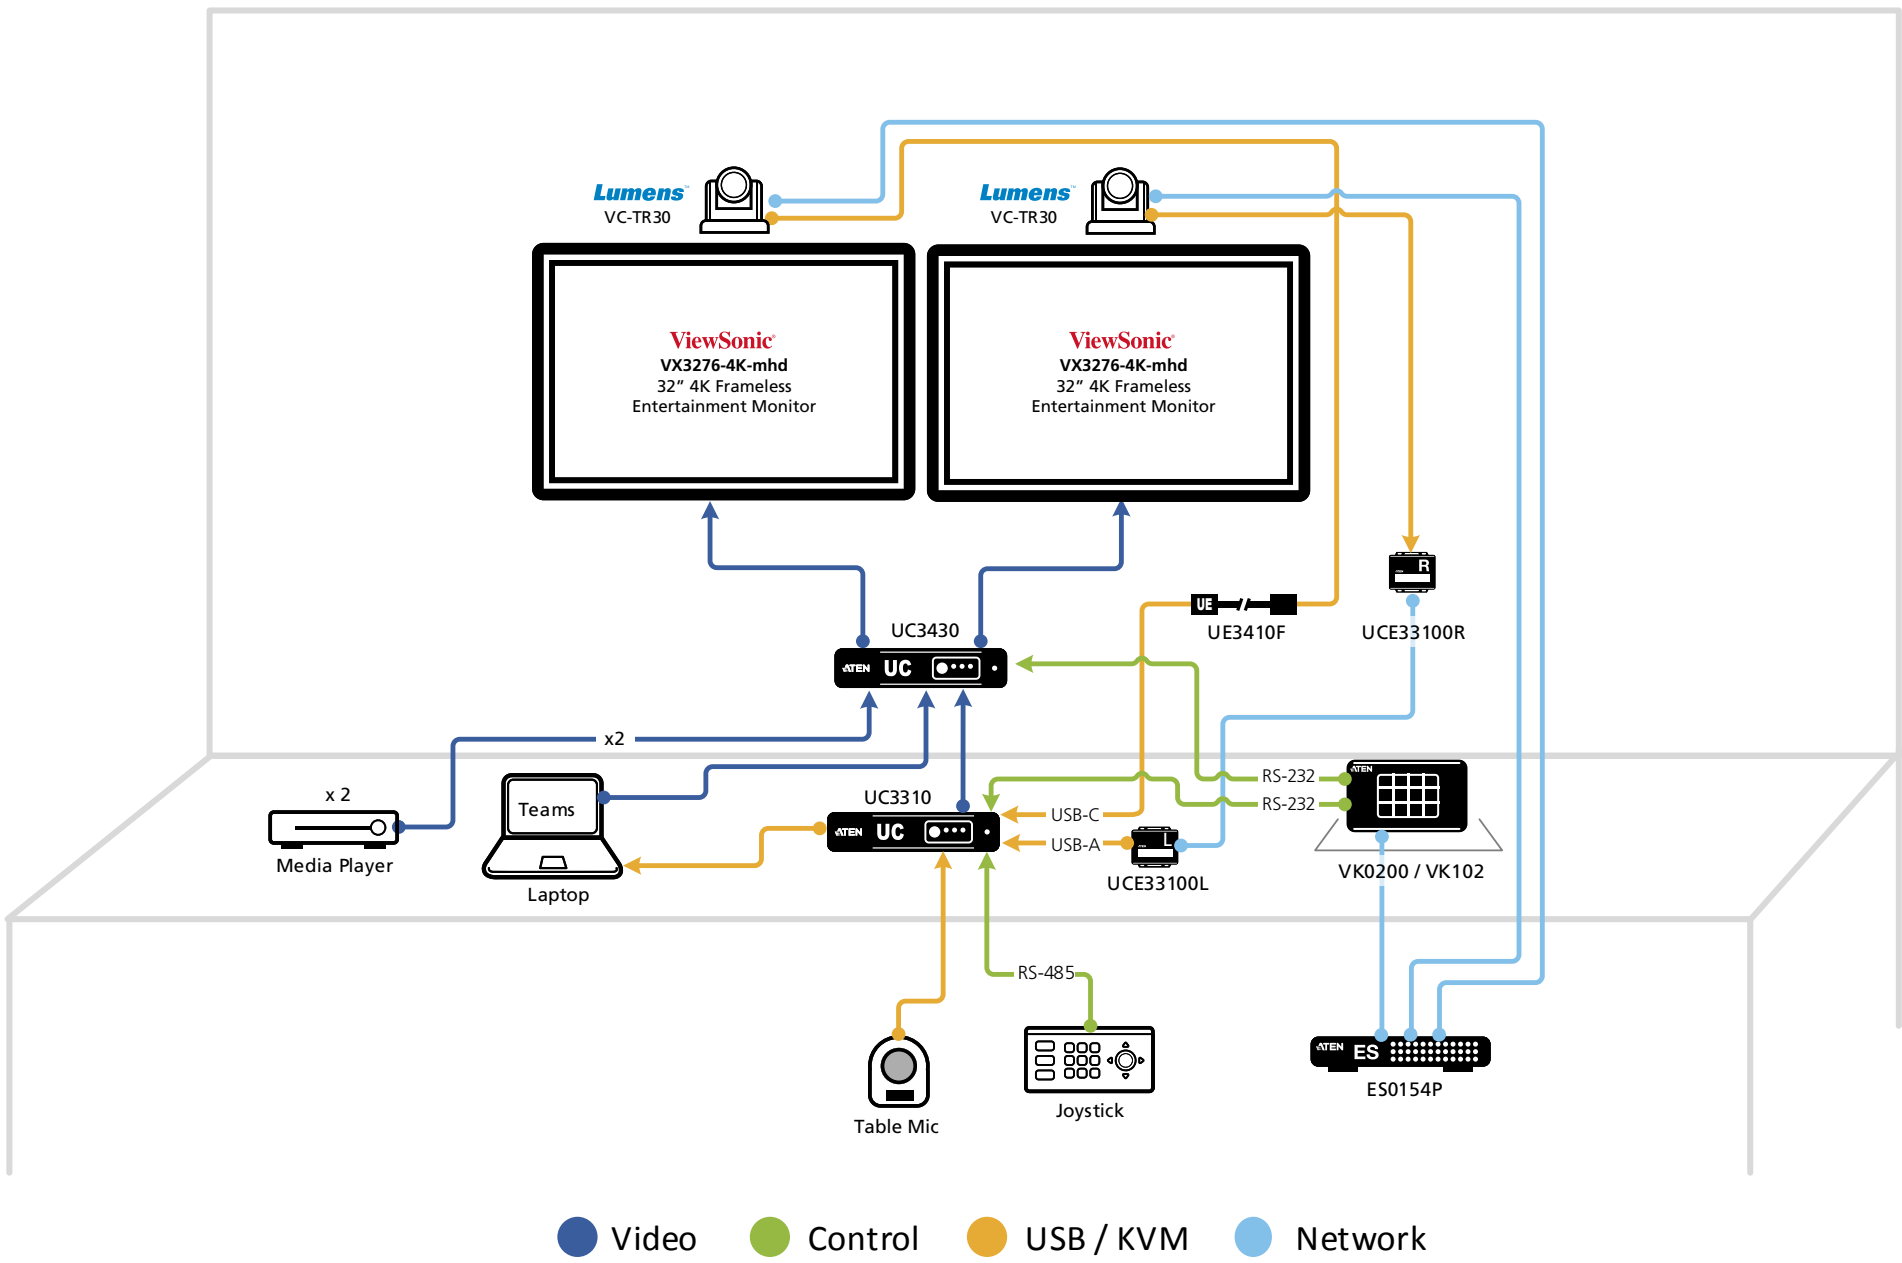 Lumens™
VC-TR30
Lumens™
VC-TR30
ViewSonic®
VX3276-4K-mhd
32” 4K Frameless
Entertainment Monitor
ViewSonic®
VX3276-4K-mhd
32” 4K Frameless
Entertainment Monitor
R
UE
UE3410F
UCE33100R
UC3430
ATEN UC
x2
x 2
Media Player
Teams
Laptop
UC3310
ATEN UC
USB-C
USB-A
L
UCE33100L
RS-232
RS-232
ATEN
VK0200 / VK102
RS-485
Table Mic
Joystick
ATEN ES
ES0154P
Video
Control
USB / KVM
Network